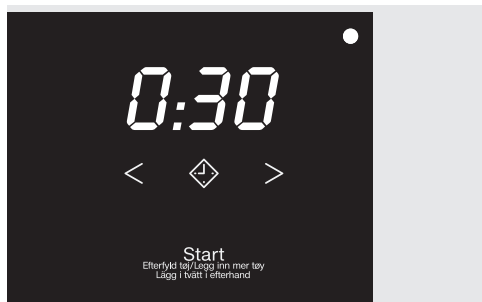 0:30
< >
Start
Efterfyld tøj/Legg inn mer tøy
Lägg i tvätt i efterhand